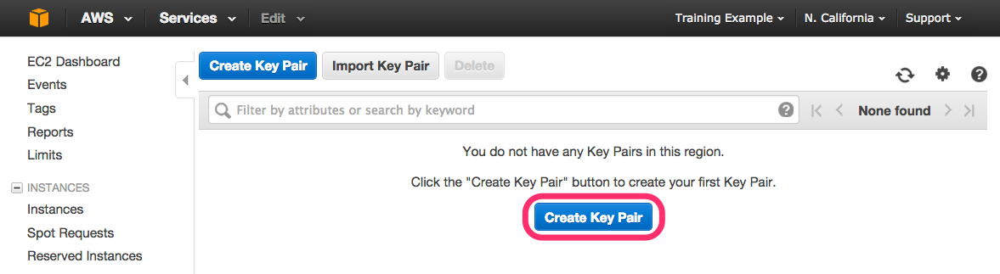 AWS Services Edit Training Example N. California Support
EC2 Dashboard
Events
Tags
Reports
Limits
INSTANCES
Instances
Spot Requests
Reserved Instances
Create Key Pair Import Key Pair Delete
Filter by attributes or search by keyword None found
You do not have any Key Pairs in this region.
Click the "Create Key Pair" button to create your first Key Pair.
Create Key Pair